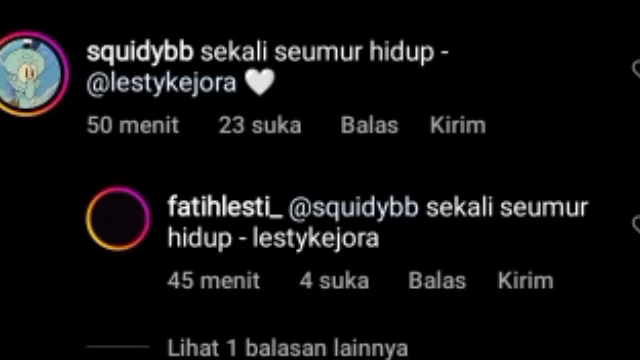 squidybb sekali seumur hidup -
@lestykejora 🤍
50 menit 23 suka Balas Kirim
fatihlesti_ @squidybb sekali seumur
hidup - lestykejora
45 menit 4 suka Balas Kirim
Lihat 1 balasan lainnya